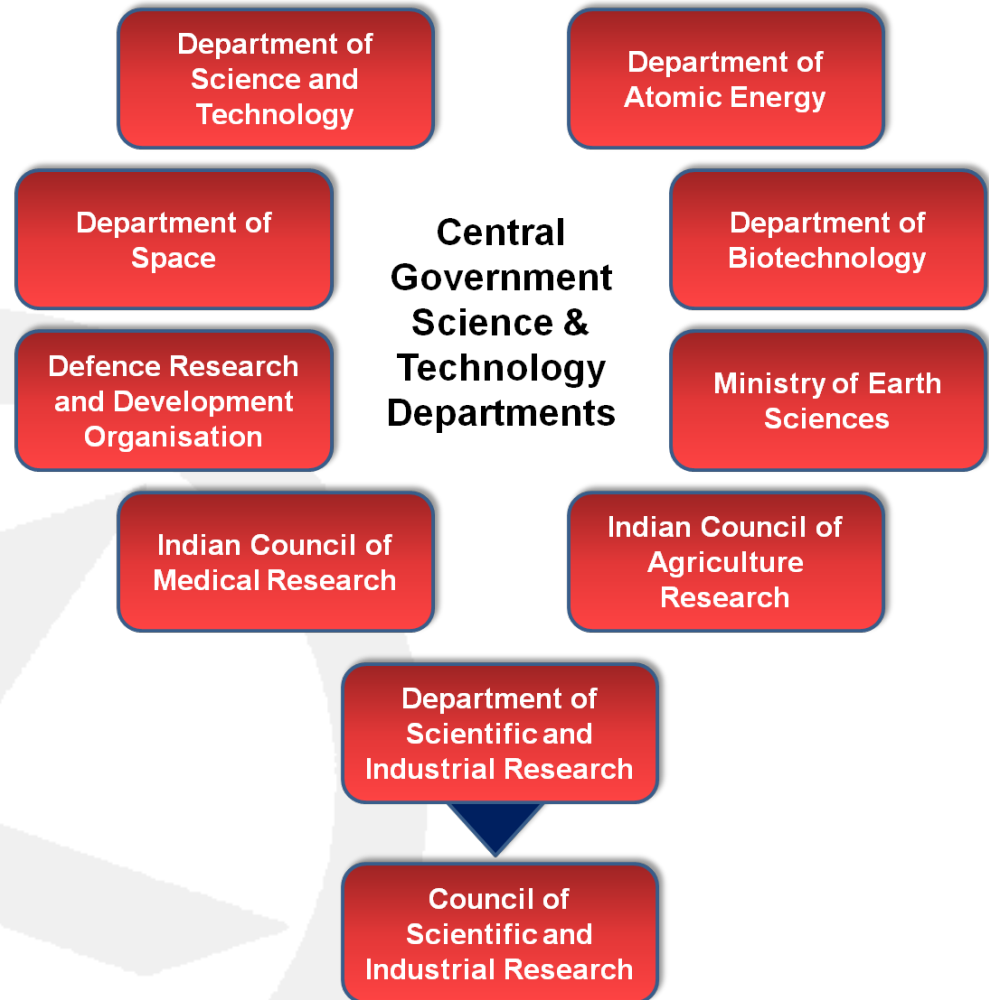 Department of
Science and
Technology
Department of
Atomic Energy
Department of
Space
Central
Government
Science &
Technology
Departments
Department of
Biotechnology
Defence Research
and Development
Organisation
Ministry of Earth
Sciences
Indian Council of
Medical Research
Indian Council of
Agriculture
Research
Department of
Scientific and
Industrial Research
Council of
Scientific and
Industrial Research